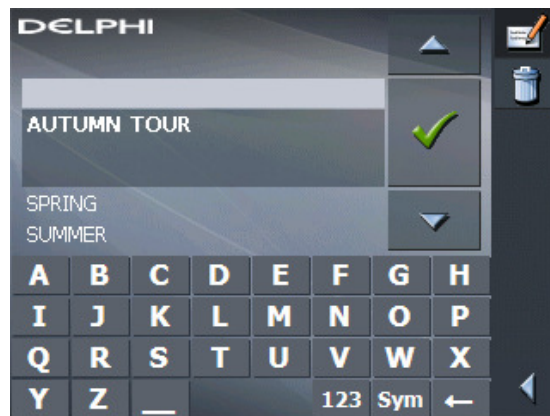 DELPHI
AUTUMN TOUR
SPRING
SUMMER
A B C D E F G H
I J K L M N O P
Q R S T U V W X
Y Z _ 123 Sym ←